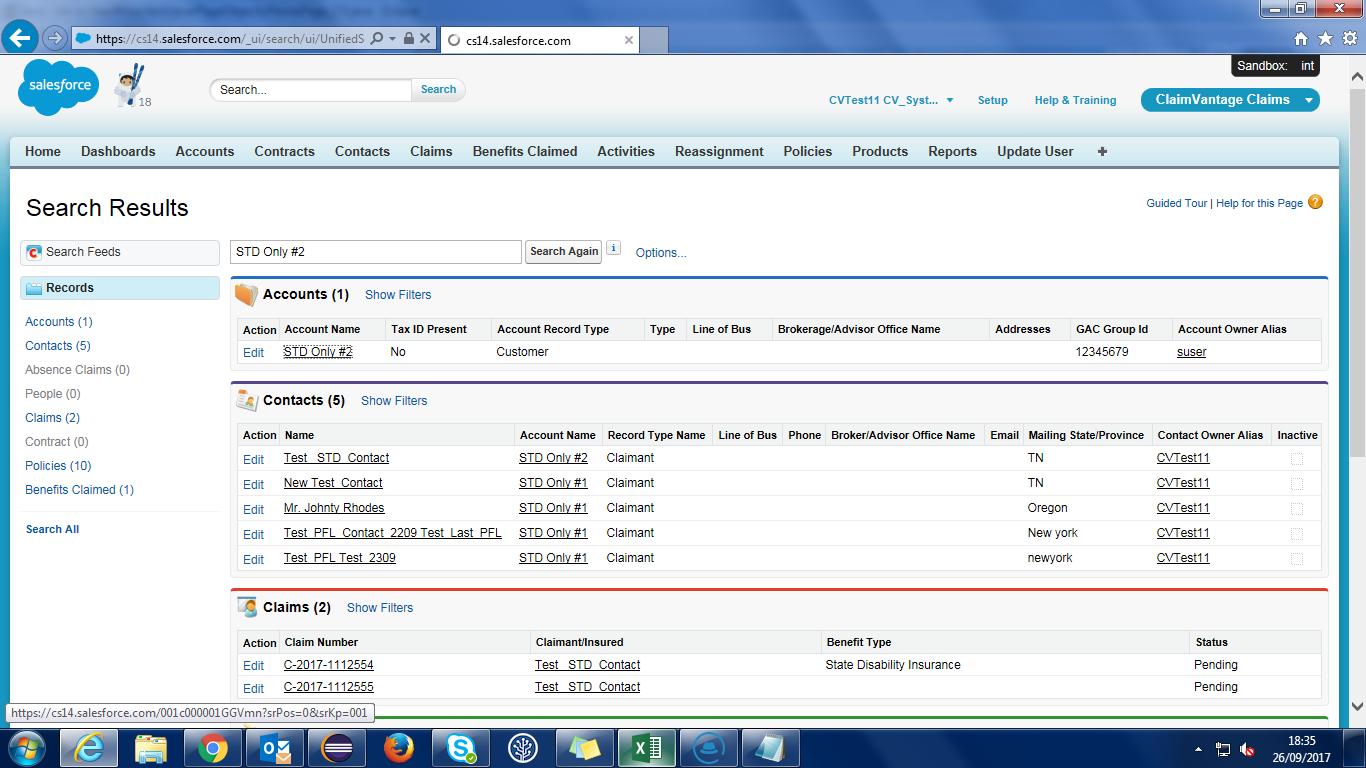 https://cs14.salesforce.com/_ui/search/ui/UnifiedS
cs14.salesforce.com
Sandbox: int
salesforce
18
Search...
Search
CVTest11 CV_Syst...
Setup
Help & Training
ClaimVantage Claims
Home Dashboards Accounts Contracts Contacts Claims Benefits Claimed Activities Reassignment Policies Products Reports Update User +
Search Results
Guided Tour | Help for this Page ?
Search Feeds
STD Only #2
Search Again
i
Options...
Records
Accounts (1)
Contacts (5)
Absence Claims (0)
People (0)
Claims (2)
Contract (0)
Policies (10)
Benefits Claimed (1)
Search All
Accounts (1) Show Filters
Action Account Name Tax ID Present Account Record Type Type Line of Bus Brokerage/Advisor Office Name Addresses GAC Group Id Account Owner Alias
Edit STD Only #2 No Customer 12345679 suser
Contacts (5) Show Filters
Action Name Account Name Record Type Name Line of Bus Phone Broker/Advisor Office Name Email Mailing State/Province Contact Owner Alias Inactive
Edit Test_ STD_Contact STD Only #2 Claimant TN CVTest11
Edit New Test_Contact STD Only #1 Claimant TN CVTest11
Edit Mr. Johnty Rhodes STD Only #1 Claimant Oregon CVTest11
Edit Test_PFL_Contact_2209 Test_Last_PFL STD Only #1 Claimant New york CVTest11
Edit Test_PFL Test_2309 STD Only #1 Claimant newyork CVTest11
Claims (2) Show Filters
Action Claim Number Claimant/Insured Benefit Type Status
Edit C-2017-1112554 Test_ STD_Contact State Disability Insurance Pending
Edit C-2017-1112555 Test_ STD_Contact Pending
https://cs14.salesforce.com/001c000001GGVmn?srPos=0&srKp=001
18:35
26/09/2017